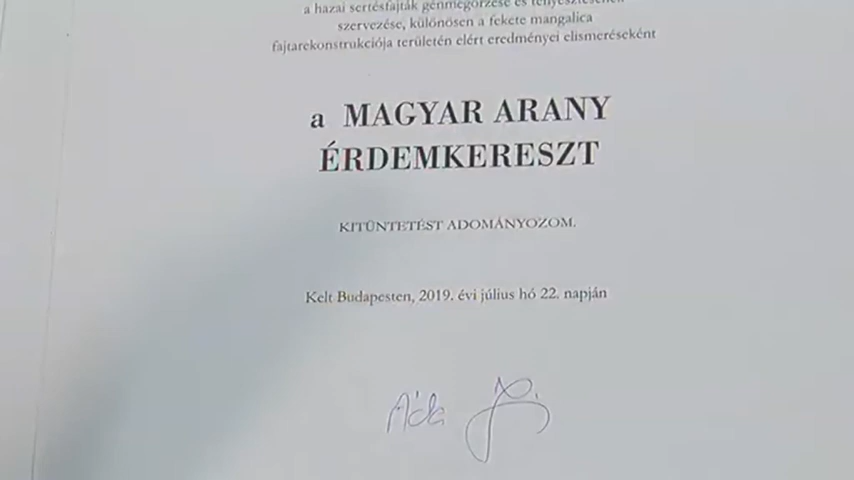 a hazai sertésfajták génmegőrzése és tenyésztésének
szervezése, különösen a fekete mangalica
fajtarekonstrukciója területén elért eredményei elismeréseként
a MAGYAR ARANY
ÉRDEMKERESZT
KITÜNTETÉST ADOMÁNYOZOM.
Kelt Budapesten, 2019. évi július hó 22. napján